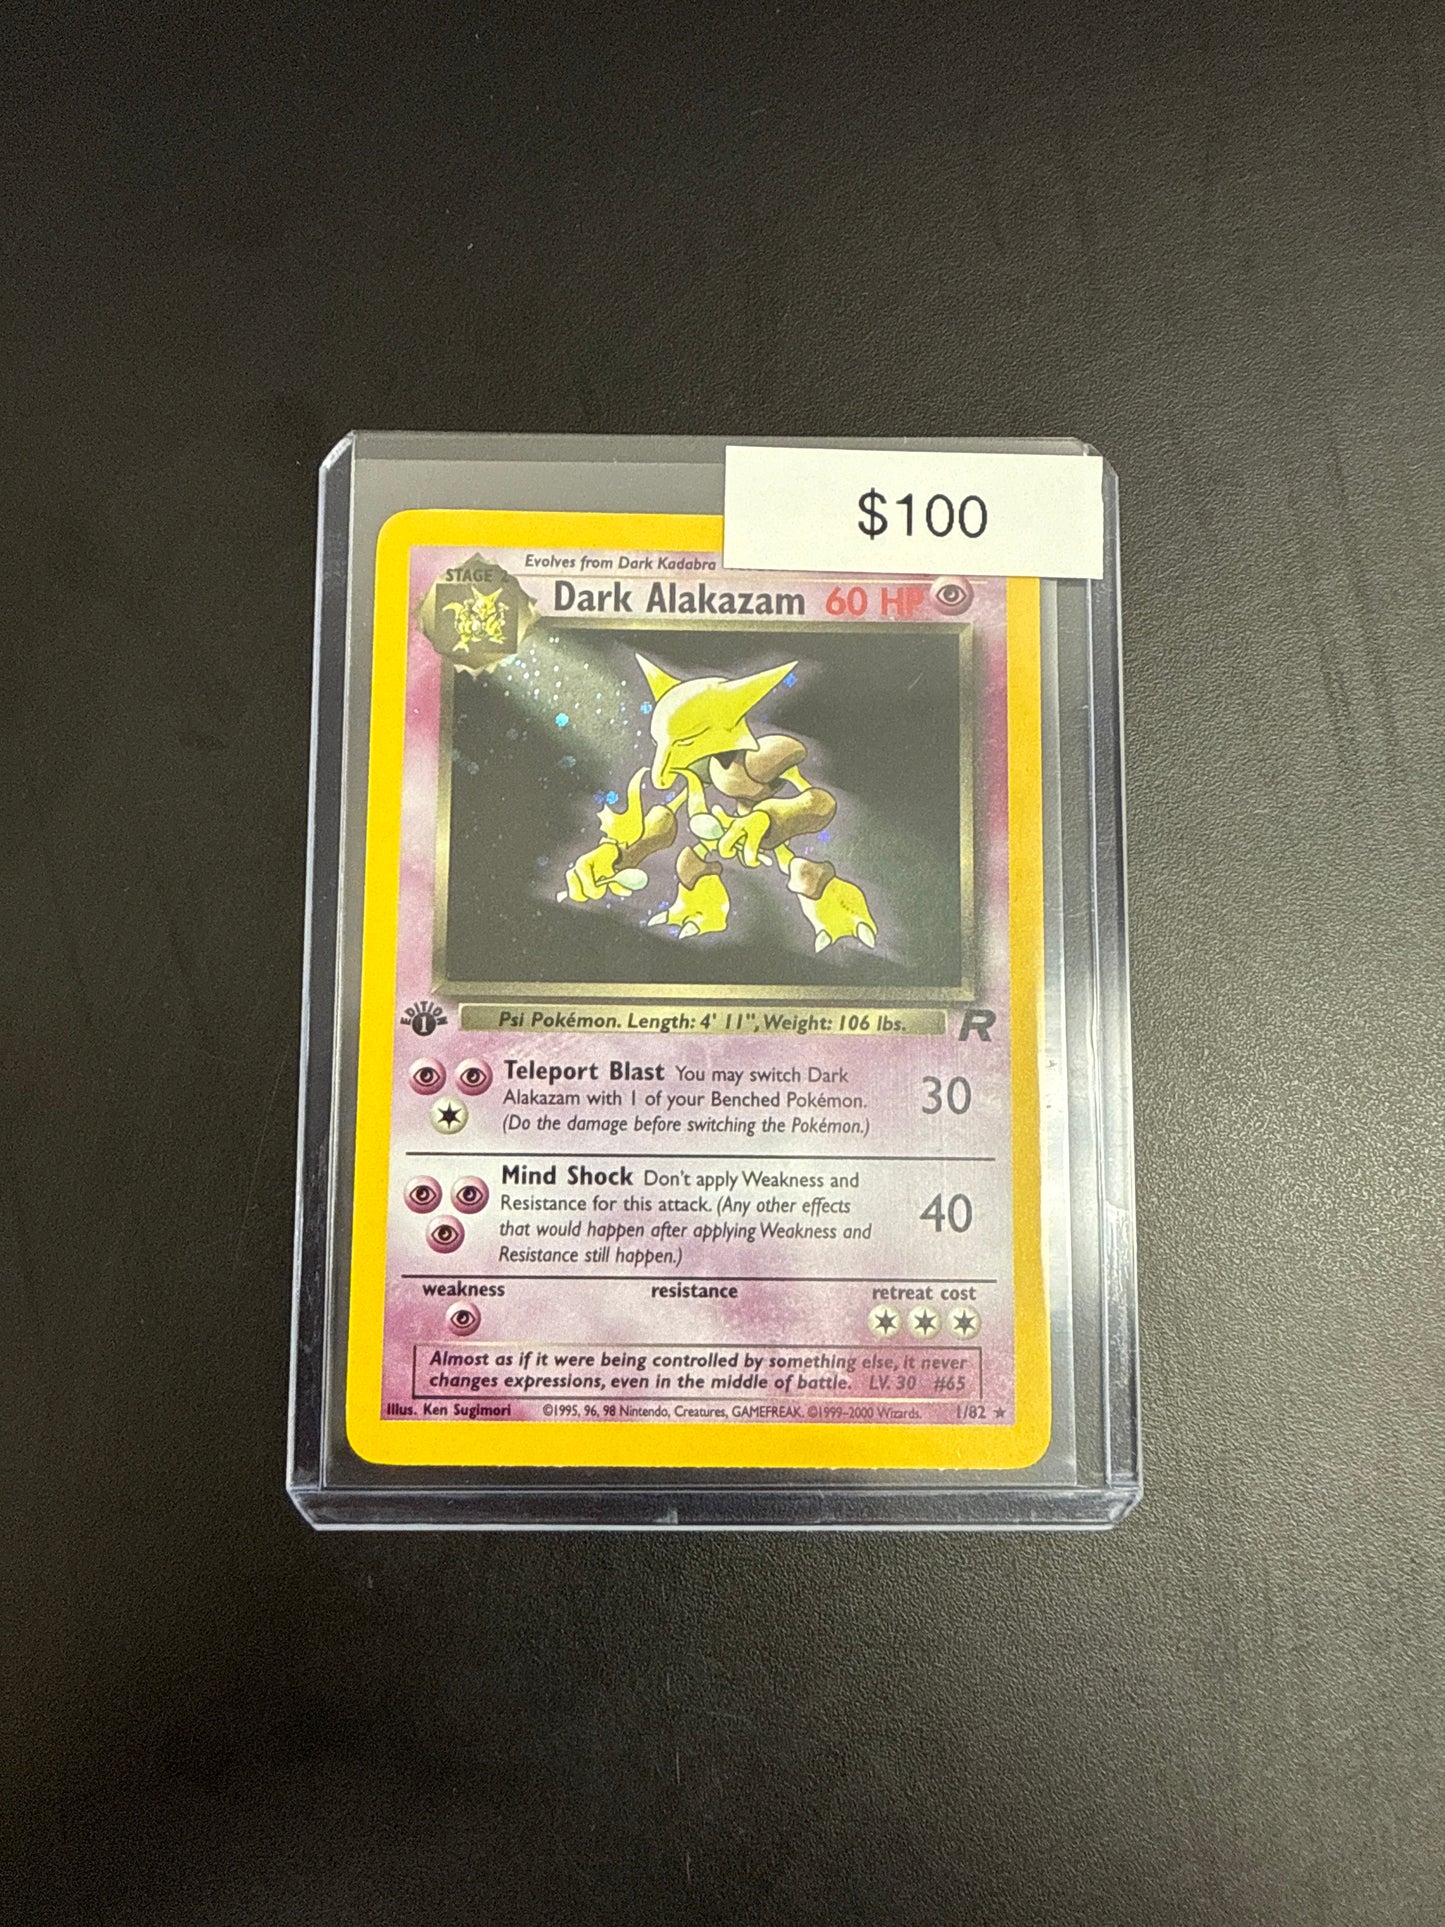 $100
Evolves from Dark Kadabra
STAGE 2
Dark Alakazam 60 HP
EDITION
1
Psi Pokémon. Length: 4' 11", Weight: 106 lbs.
R
Teleport Blast You may switch Dark
Alakazam with 1 of your Benched Pokémon.
(Do the damage before switching the Pokémon.)
30
Mind Shock Don't apply Weakness and
Resistance for this attack. (Any other effects
that would happen after applying Weakness and
Resistance still happen.)
40
weakness resistance retreat cost
Almost as if it were being controlled by something else, it never
changes expressions, even in the middle of battle. LV. 30 #65
Illus. Ken Sugimori ©1995, 96, 98 Nintendo, Creatures, GAMEFREAK. ©1999-2000 Wizards. 1/82 ★